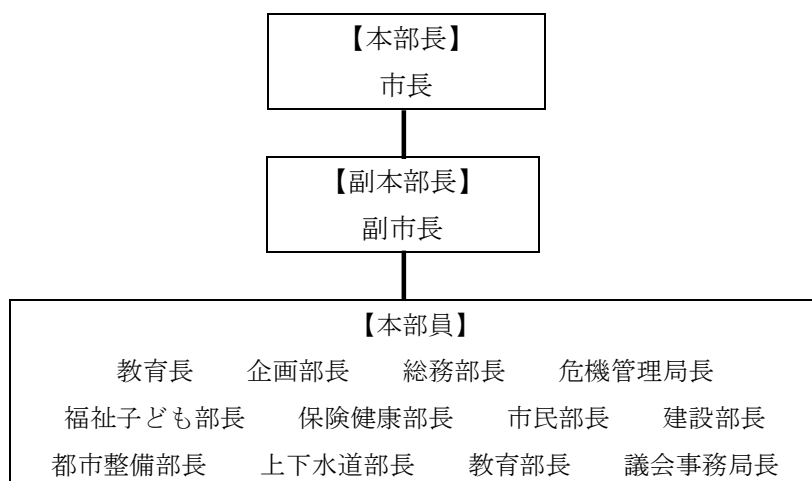 【本部長】
市長
【副本部長】
副市長
【本部員】
教育長 企画部長 総務部長 危機管理局長
福祉子ども部長 保険健康部長 市民部長 建設部長
都市整備部長 上下水道部長 教育部長 議会事務局長